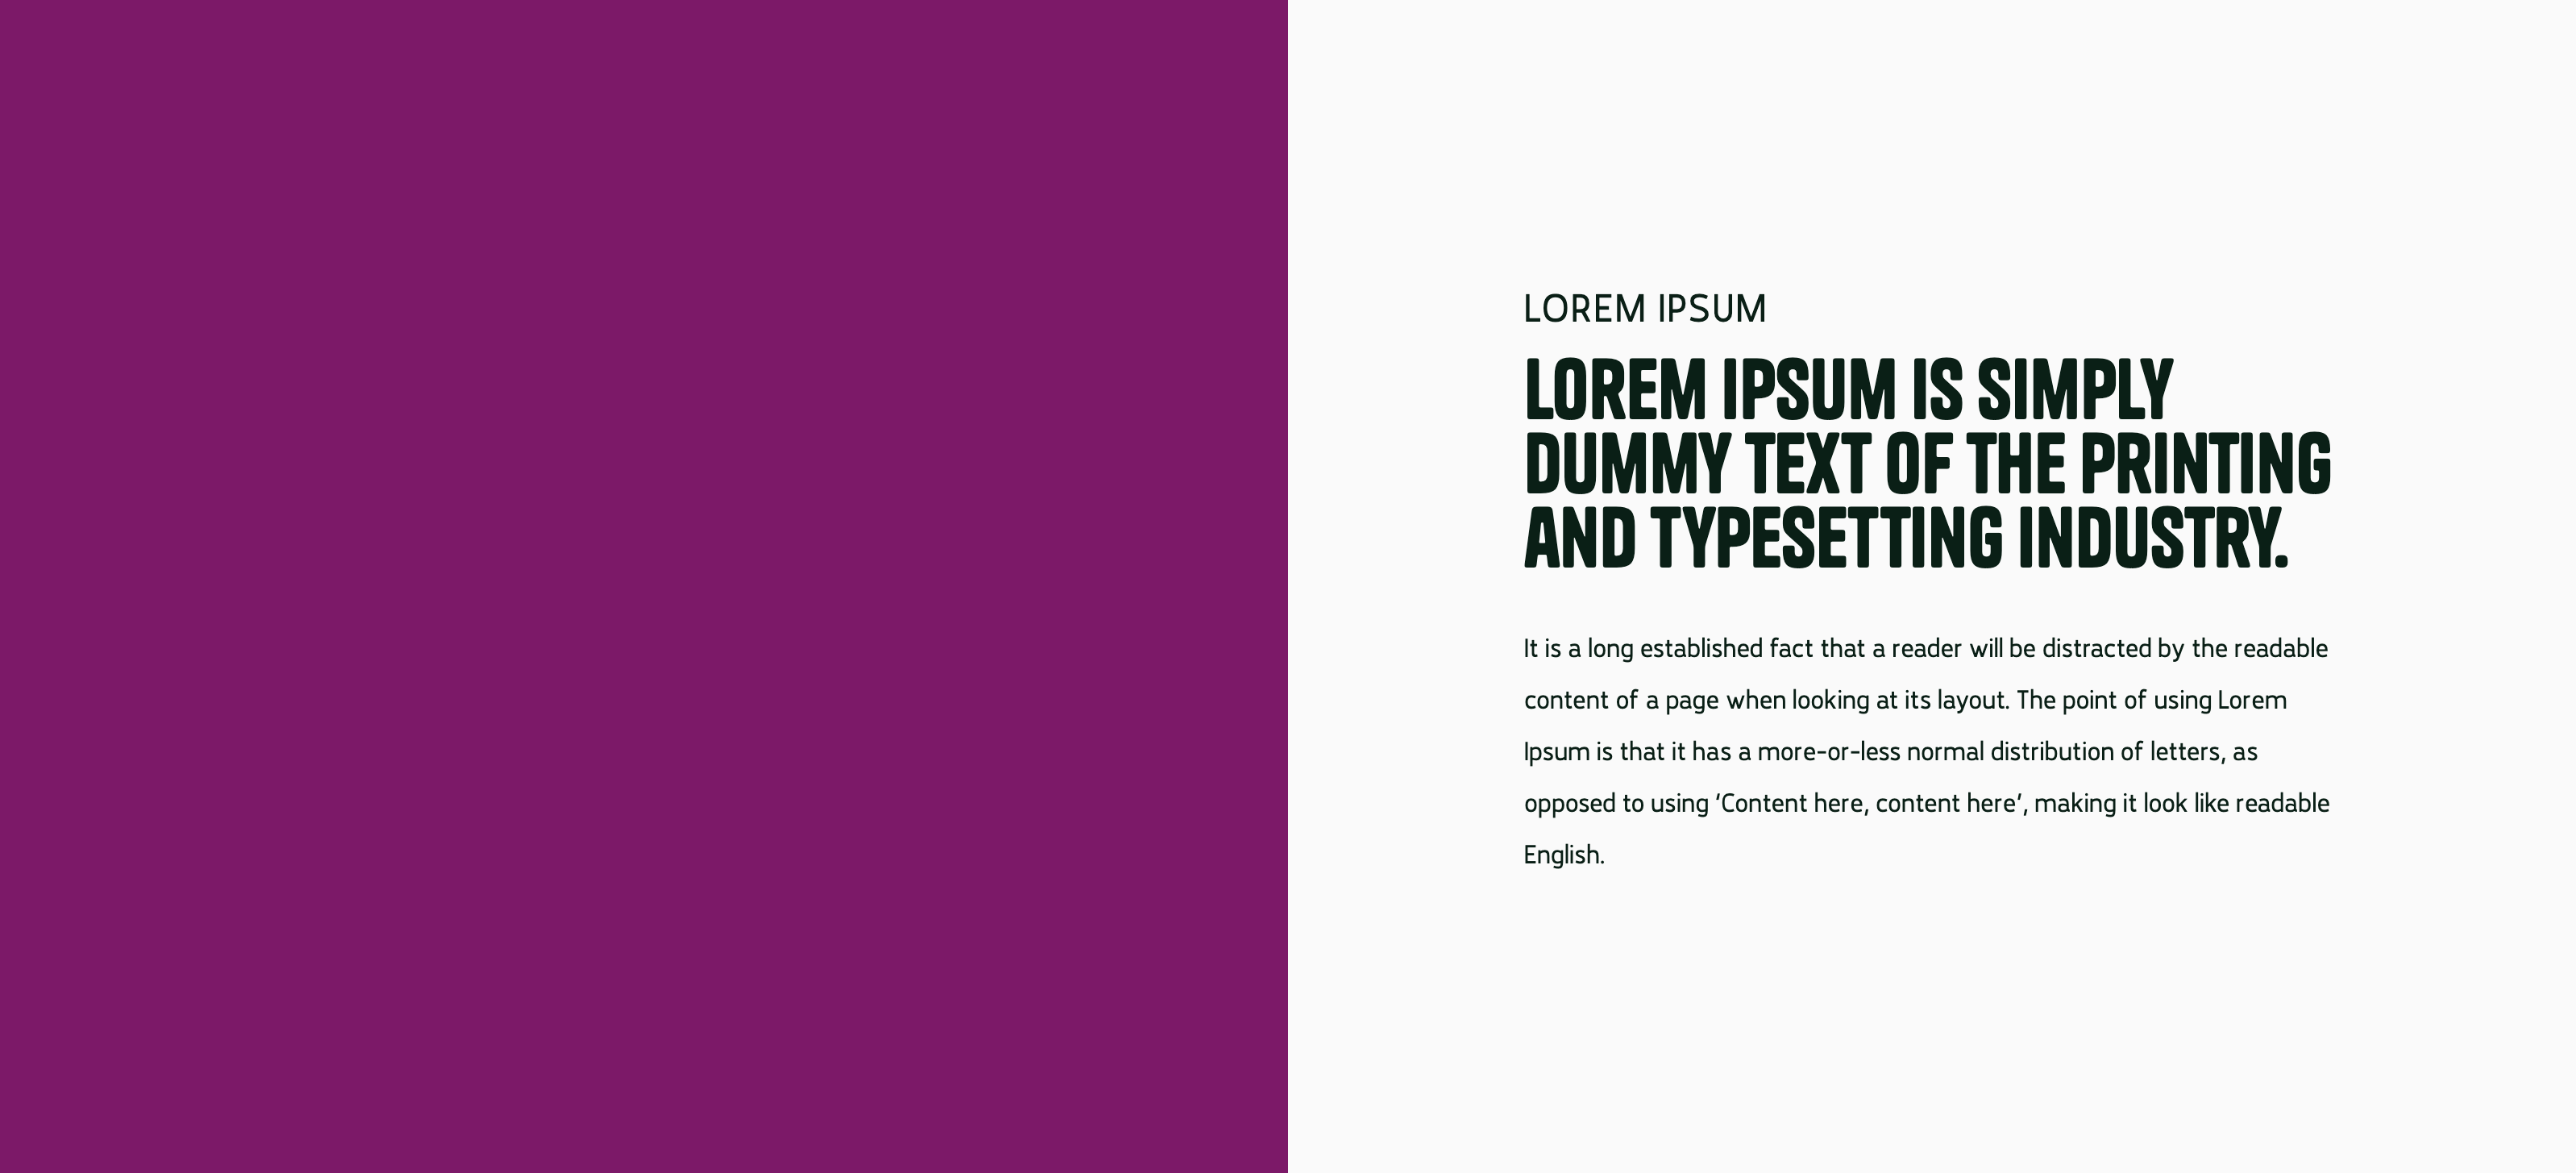 LOREM IPSUM
LOREM IPSUM IS SIMPLY
DUMMY TEXT OF THE PRINTING
AND TYPESETTING INDUSTRY.
It is a long established fact that a reader will be distracted by the readable
content of a page when looking at its layout. The point of using Lorem
Ipsum is that it has a more-or-less normal distribution of letters, as
opposed to using ‘Content here, content here’, making it look like readable
English.